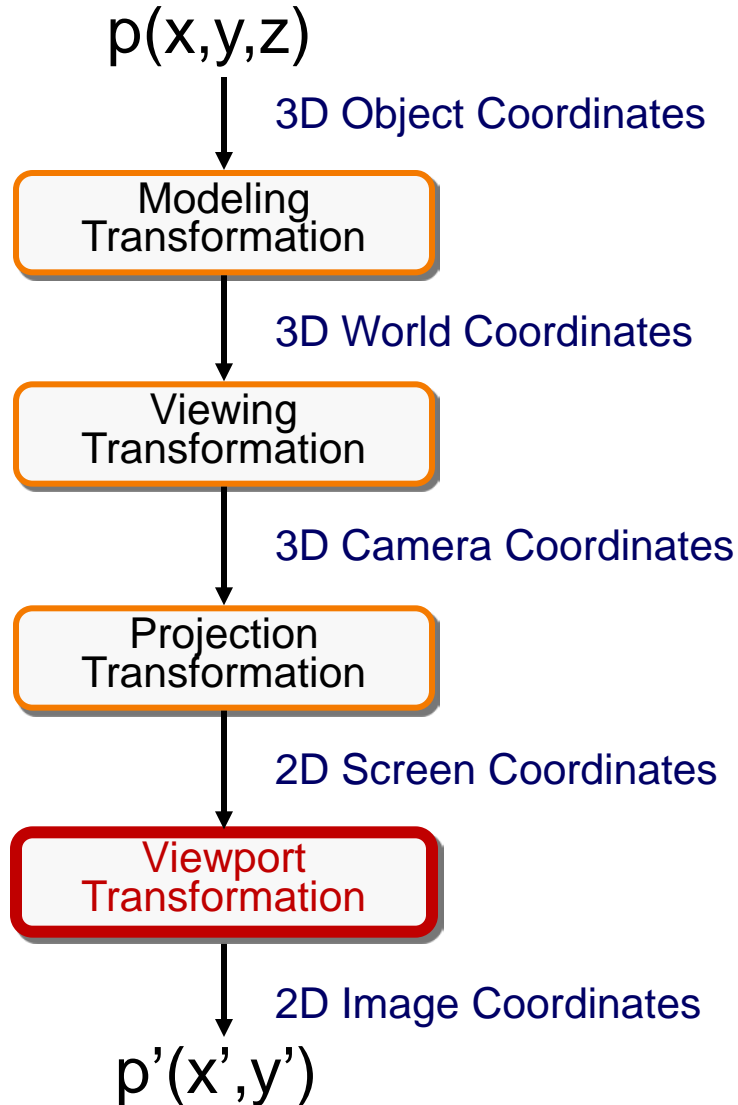 p(x,y,z)
3D Object Coordinates
Modeling
Transformation
3D World Coordinates
Viewing
Transformation
3D Camera Coordinates
Projection
Transformation
2D Screen Coordinates
Viewport
Transformation
2D Image Coordinates
p’(x’,y’)